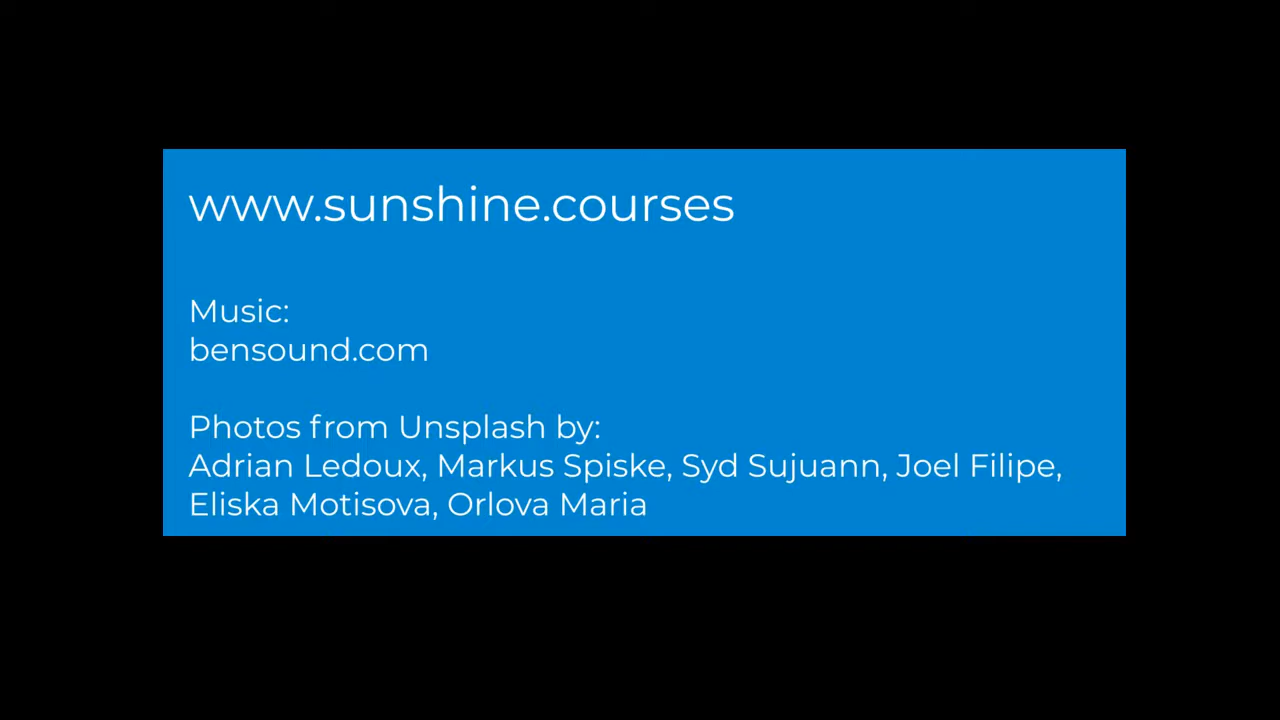 www.sunshine.courses
Music:
bensound.com
Photos from Unsplash by:
Adrian Ledoux, Markus Spiske, Syd Sujuann, Joel Filipe,
Eliska Motisova, Orlova Maria